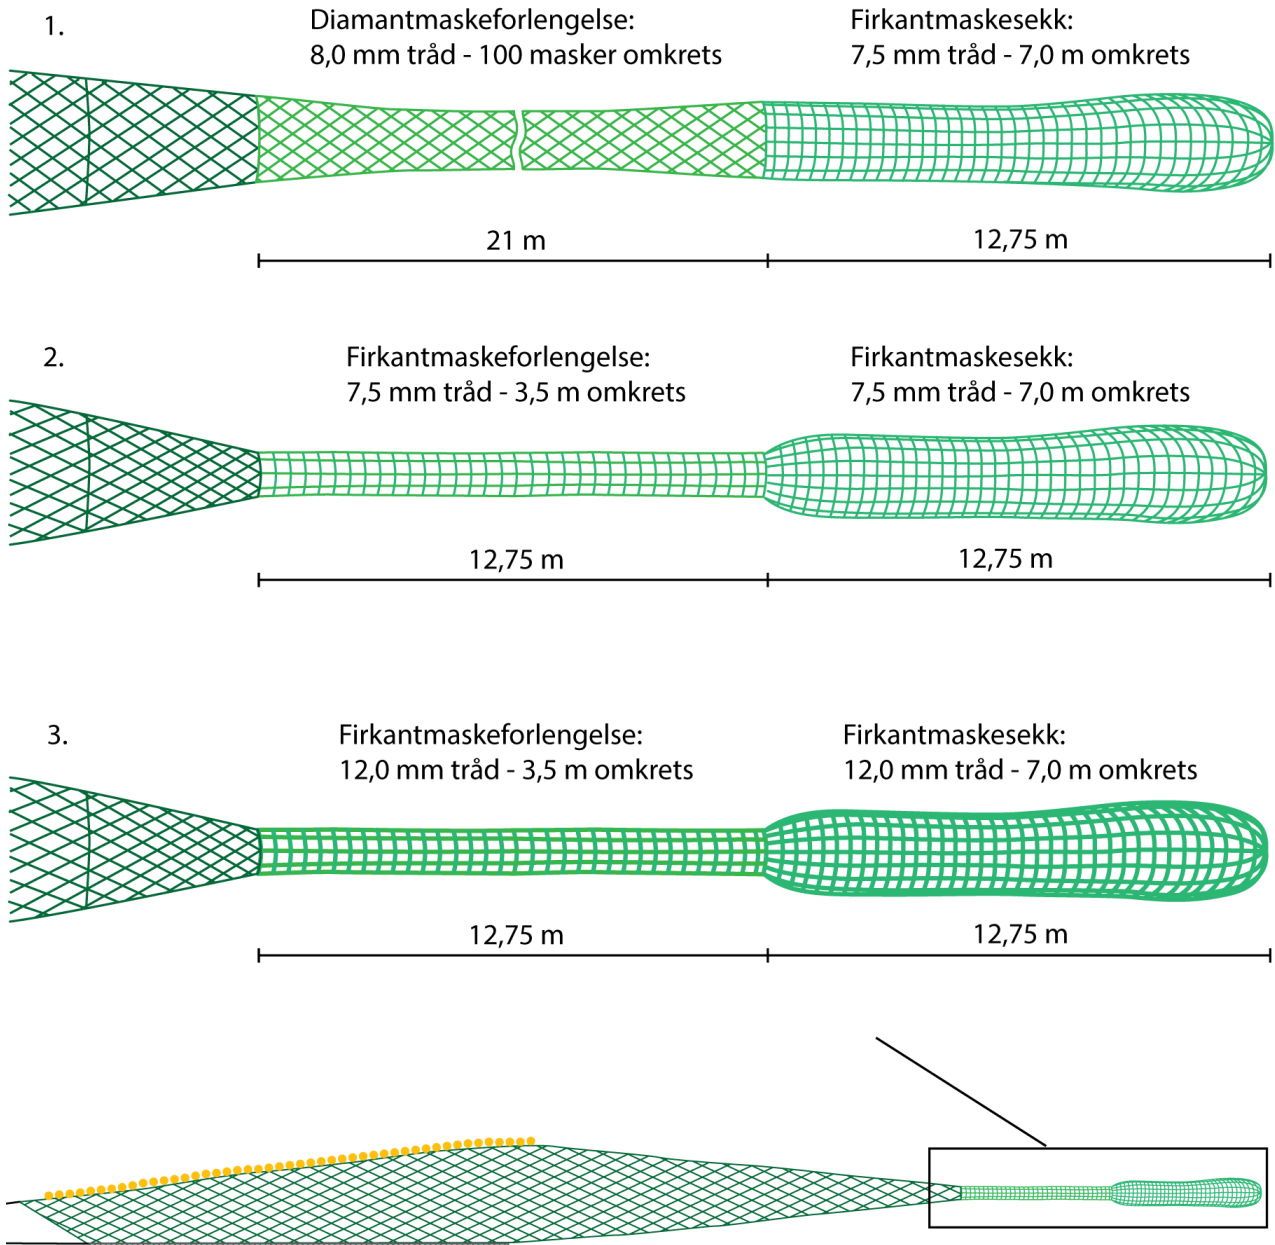 1.
Diamantmaskeforlengelse:
8,0 mm tråd - 100 masker omkrets
Firkantmaskesekk:
7,5 mm tråd - 7,0 m omkrets
21 m
12,75 m
2.
Firkantmaskeforlengelse:
7,5 mm tråd - 3,5 m omkrets
Firkantmaskesekk:
7,5 mm tråd - 7,0 m omkrets
12,75 m
12,75 m
3.
Firkantmaskeforlengelse:
12,0 mm tråd - 3,5 m omkrets
Firkantmaskesekk:
12,0 mm tråd - 7,0 m omkrets
12,75 m
12,75 m